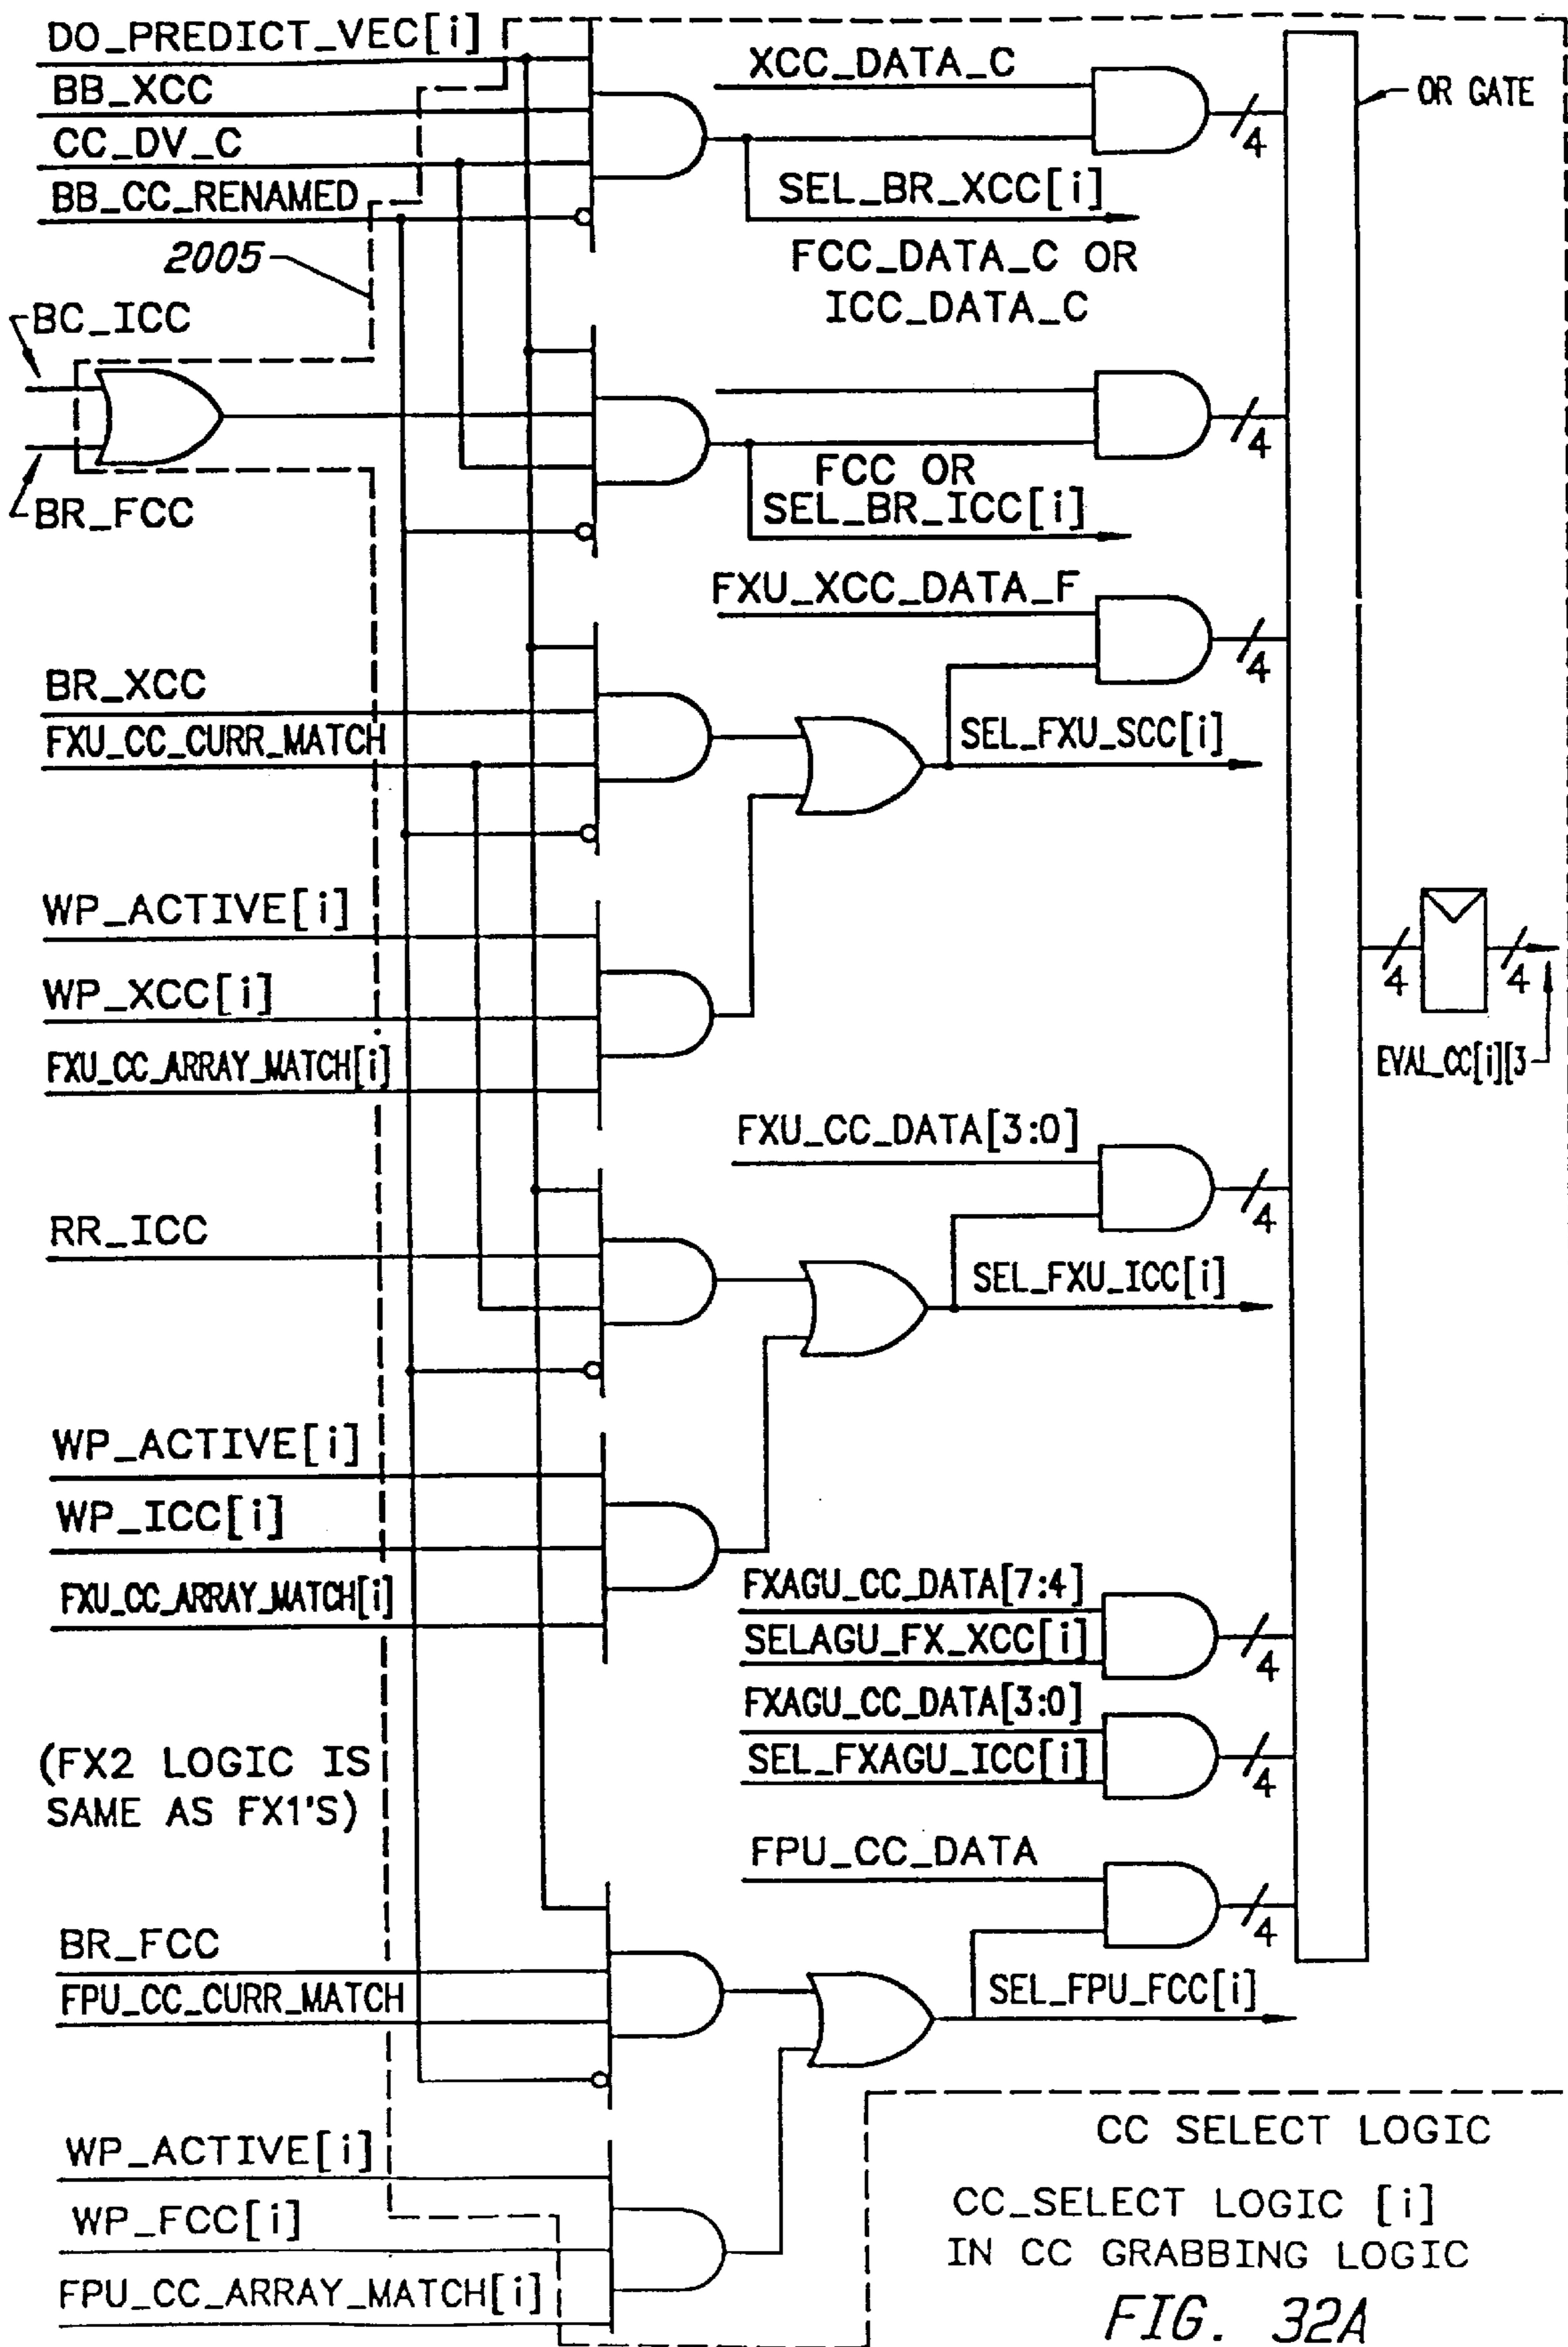 DO_PREDICT_VEC[i]
BB_XCC
CC_DV_C
BB_CC_RENAMED
2005
BC_ICC
BR_FCC
XCC_DATA_C
4
OR GATE
SEL_BR_XCC[i]
FCC_DATA_C OR
ICC_DATA_C
4
FCC OR
SEL_BR_ICC[i]
FXU_XCC_DATA_F
4
BR_XCC
FXU_CC_CURR_MATCH
SEL_FXU_SCC[i]
WP_ACTIVE[i]
WP_XCC[i]
FXU_CC_ARRAY_MATCH[i]
4
4
EVAL_CC[i][3
FXU_CC_DATA[3:0]
4
RR_ICC
SEL_FXU_ICC[i]
WP_ACTIVE[i]
WP_ICC[i]
FXU_CC_ARRAY_MATCH[i]
FXAGU_CC_DATA[7:4]
SELAGU_FX_XCC[i]
4
FXAGU_CC_DATA[3:0]
SEL_FXAGU_ICC[i]
4
(FX2 LOGIC IS
SAME AS FX1'S)
FPU_CC_DATA
4
BR_FCC
FPU_CC_CURR_MATCH
SEL_FPU_FCC[i]
WP_ACTIVE[i]
WP_FCC[i]
FPU_CC_ARRAY_MATCH[i]
CC SELECT LOGIC
CC_SELECT LOGIC [i]
IN CC GRABBING LOGIC
FIG. 32A